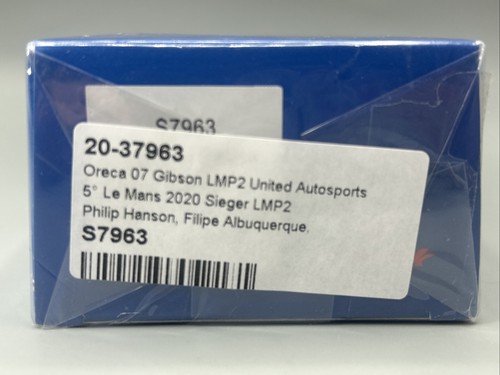 S7963
20-37963
Oreca 07 Gibson LMP2 United Autosports
5° Le Mans 2020 Sieger LMP2
Philip Hanson, Filipe Albuquerque,
S7963